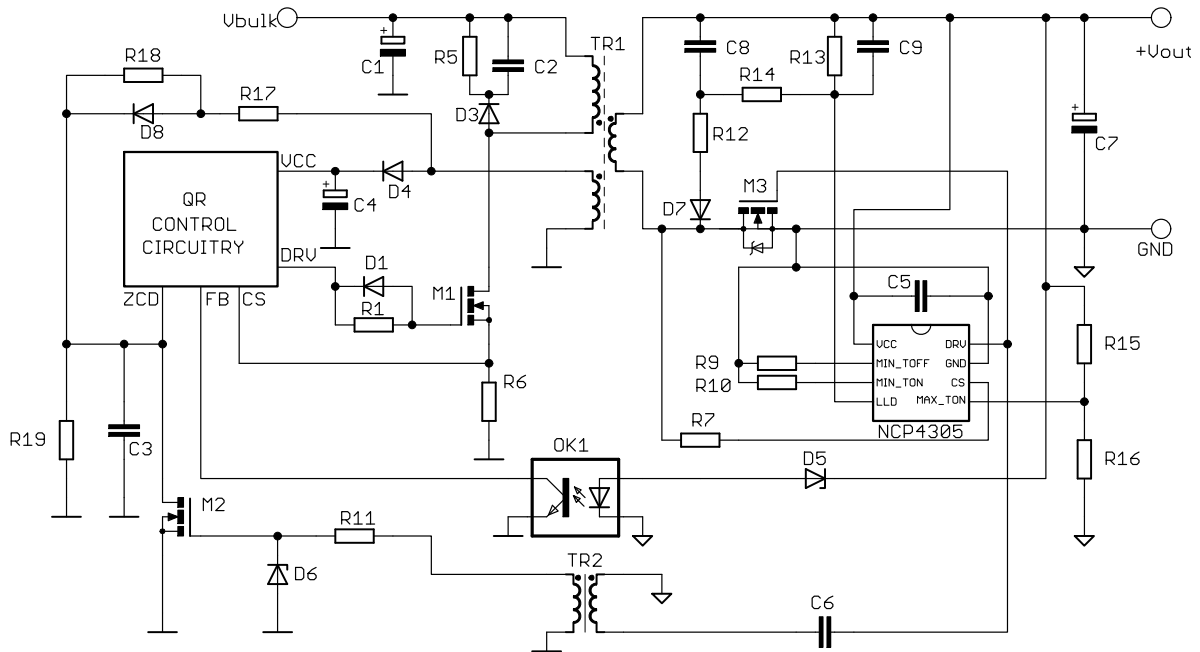 Vbulk
+
C1
R5
C2
TR1
C8
R13
C9
+Vout
R18
R14
D8
R17
D3
R12
+
C7
VCC
D4
M3
QR
CONTROL
CIRCUITRY
+
C4
D7
GND
DRV
D1
M1
R1
C5
ZCD
FB
CS
VCC
DRV
R15
R9
MIN_TOFF
GND
R6
R10
MIN_TON
CS
LLD
MAX_TON
R7
NCP4305
R19
C3
OK1
D5
R16
M2
R11
TR2
D6
C6